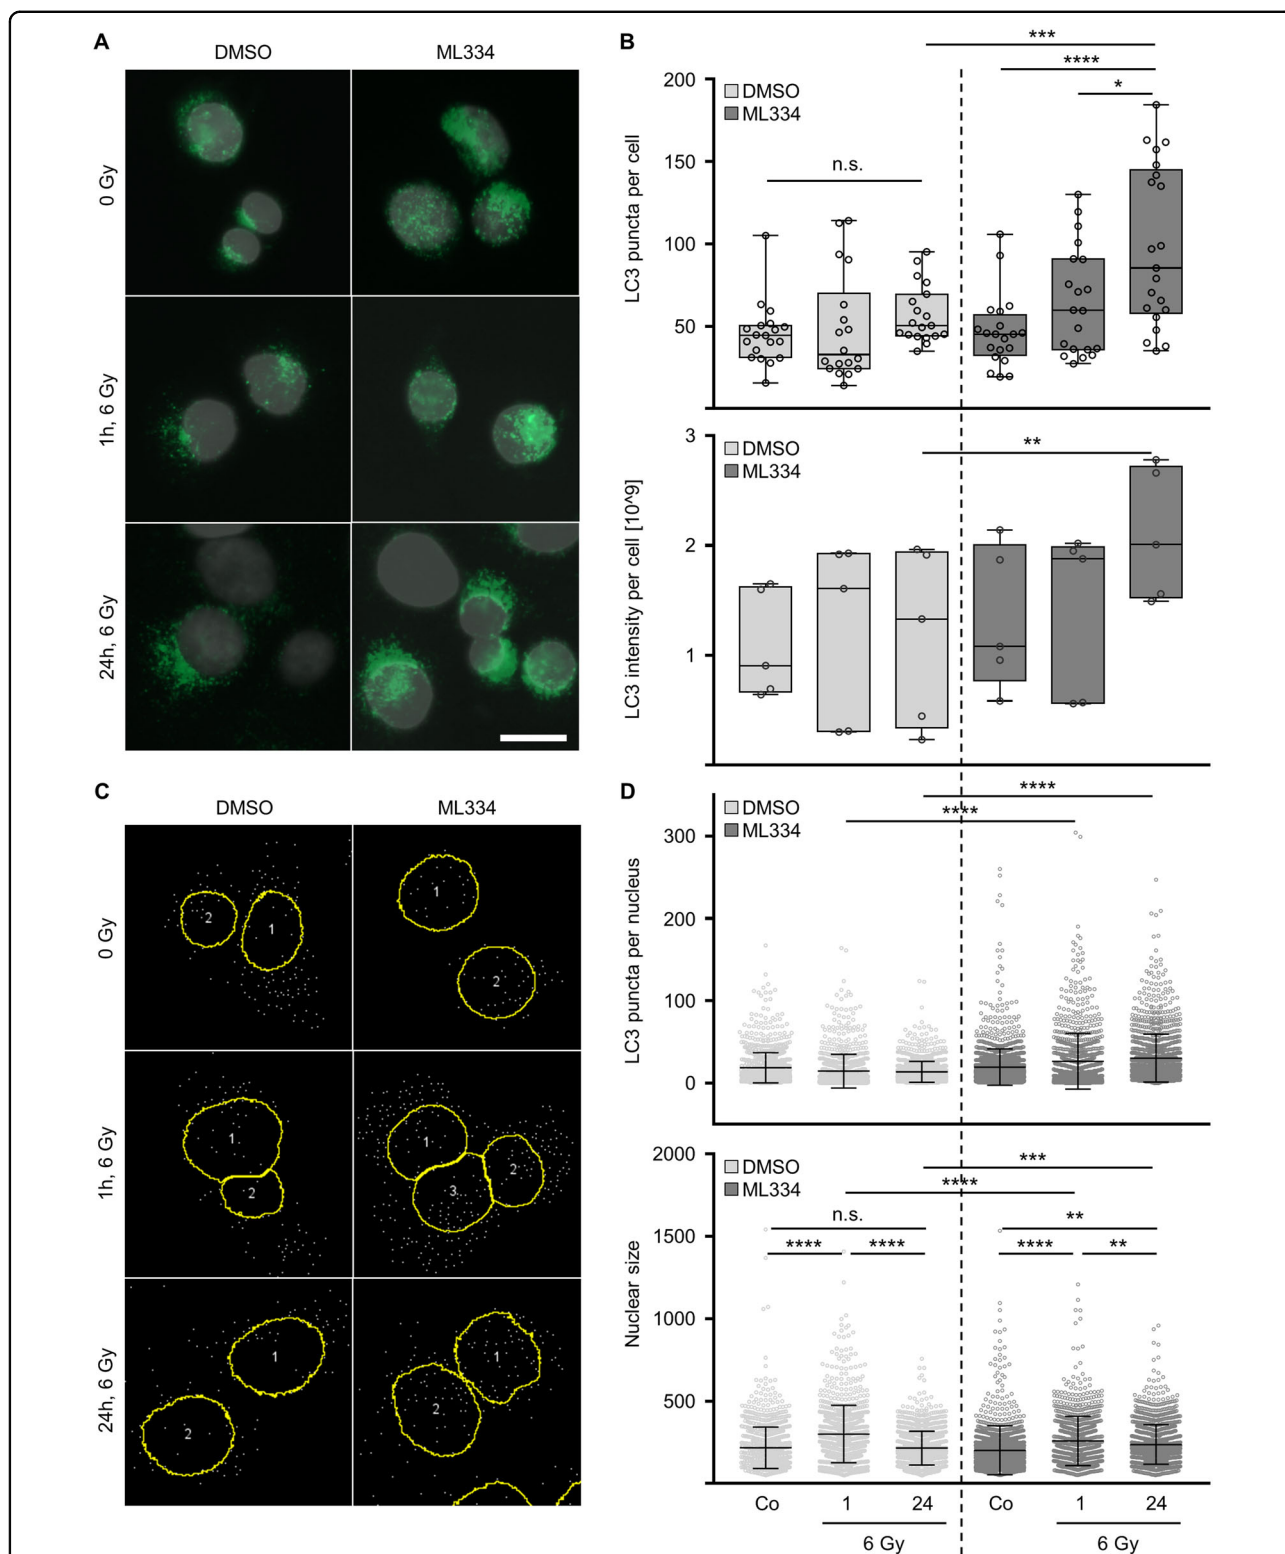 A
DMSO
ML334
0 Gy
1h, 6 Gy
24h, 6 Gy
B
***
****
*
200
150
100
50
LC3 puncta per cell
DMSO
ML334
n.s.
3
2
1
LC3 intensity per cell [10^9]
DMSO
ML334
**
C
DMSO
ML334
0 Gy
2
1
1
2
1h, 6 Gy
1
2
1
2
3
24h, 6 Gy
1
2
1
2
D
****
****
300
200
100
0
LC3 puncta per nucleus
DMSO
ML334
2000
1500
1000
500
Nuclear size
DMSO
ML334
***
****
n.s.
**
****
****
****
**
Co
1
24
Co
1
24
6 Gy
6 Gy